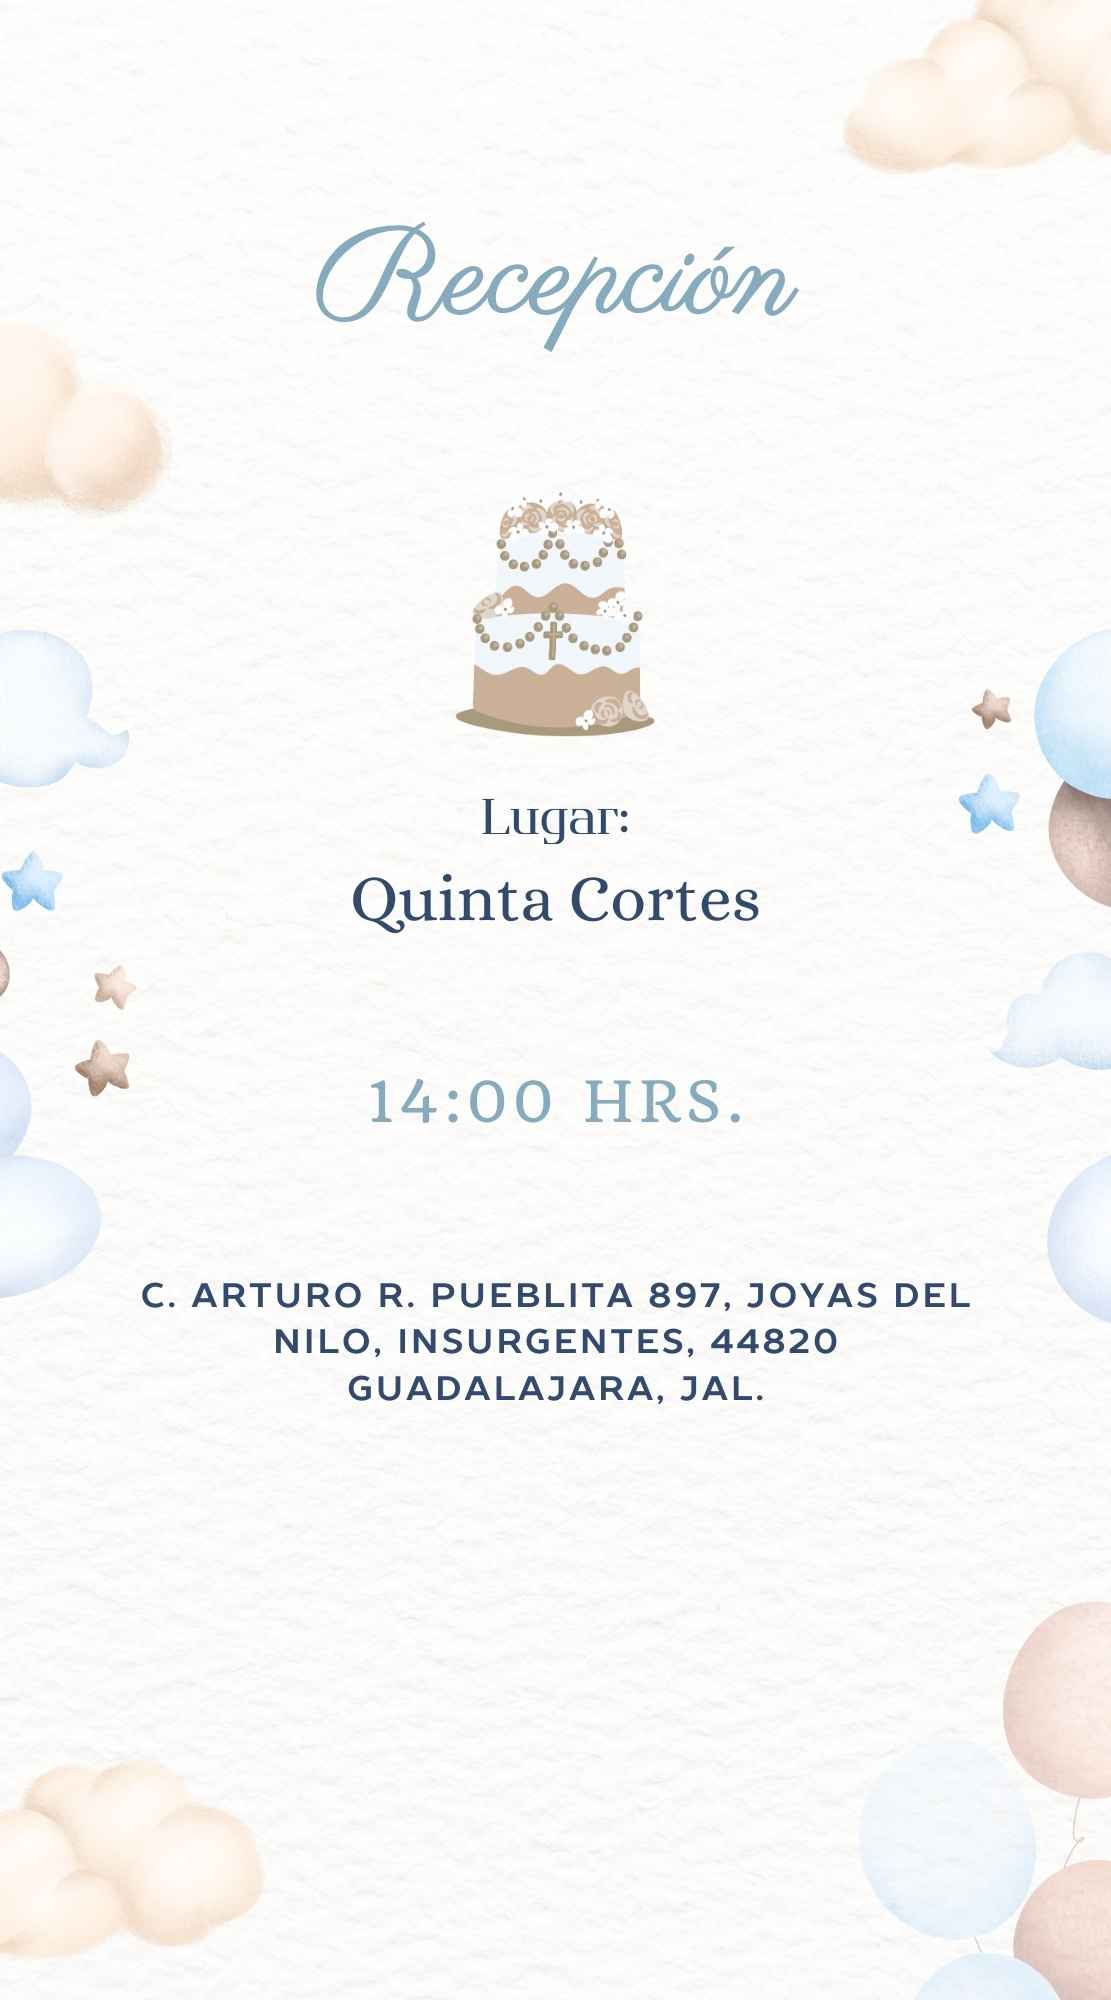 Recepción
Lugar:
Quinta Cortes
14:00 HRS.
C. ARTURO R. PUEBLITA 897, JOYAS DEL
NILO, INSURGENTES, 44820
GUADALAJARA, JAL.